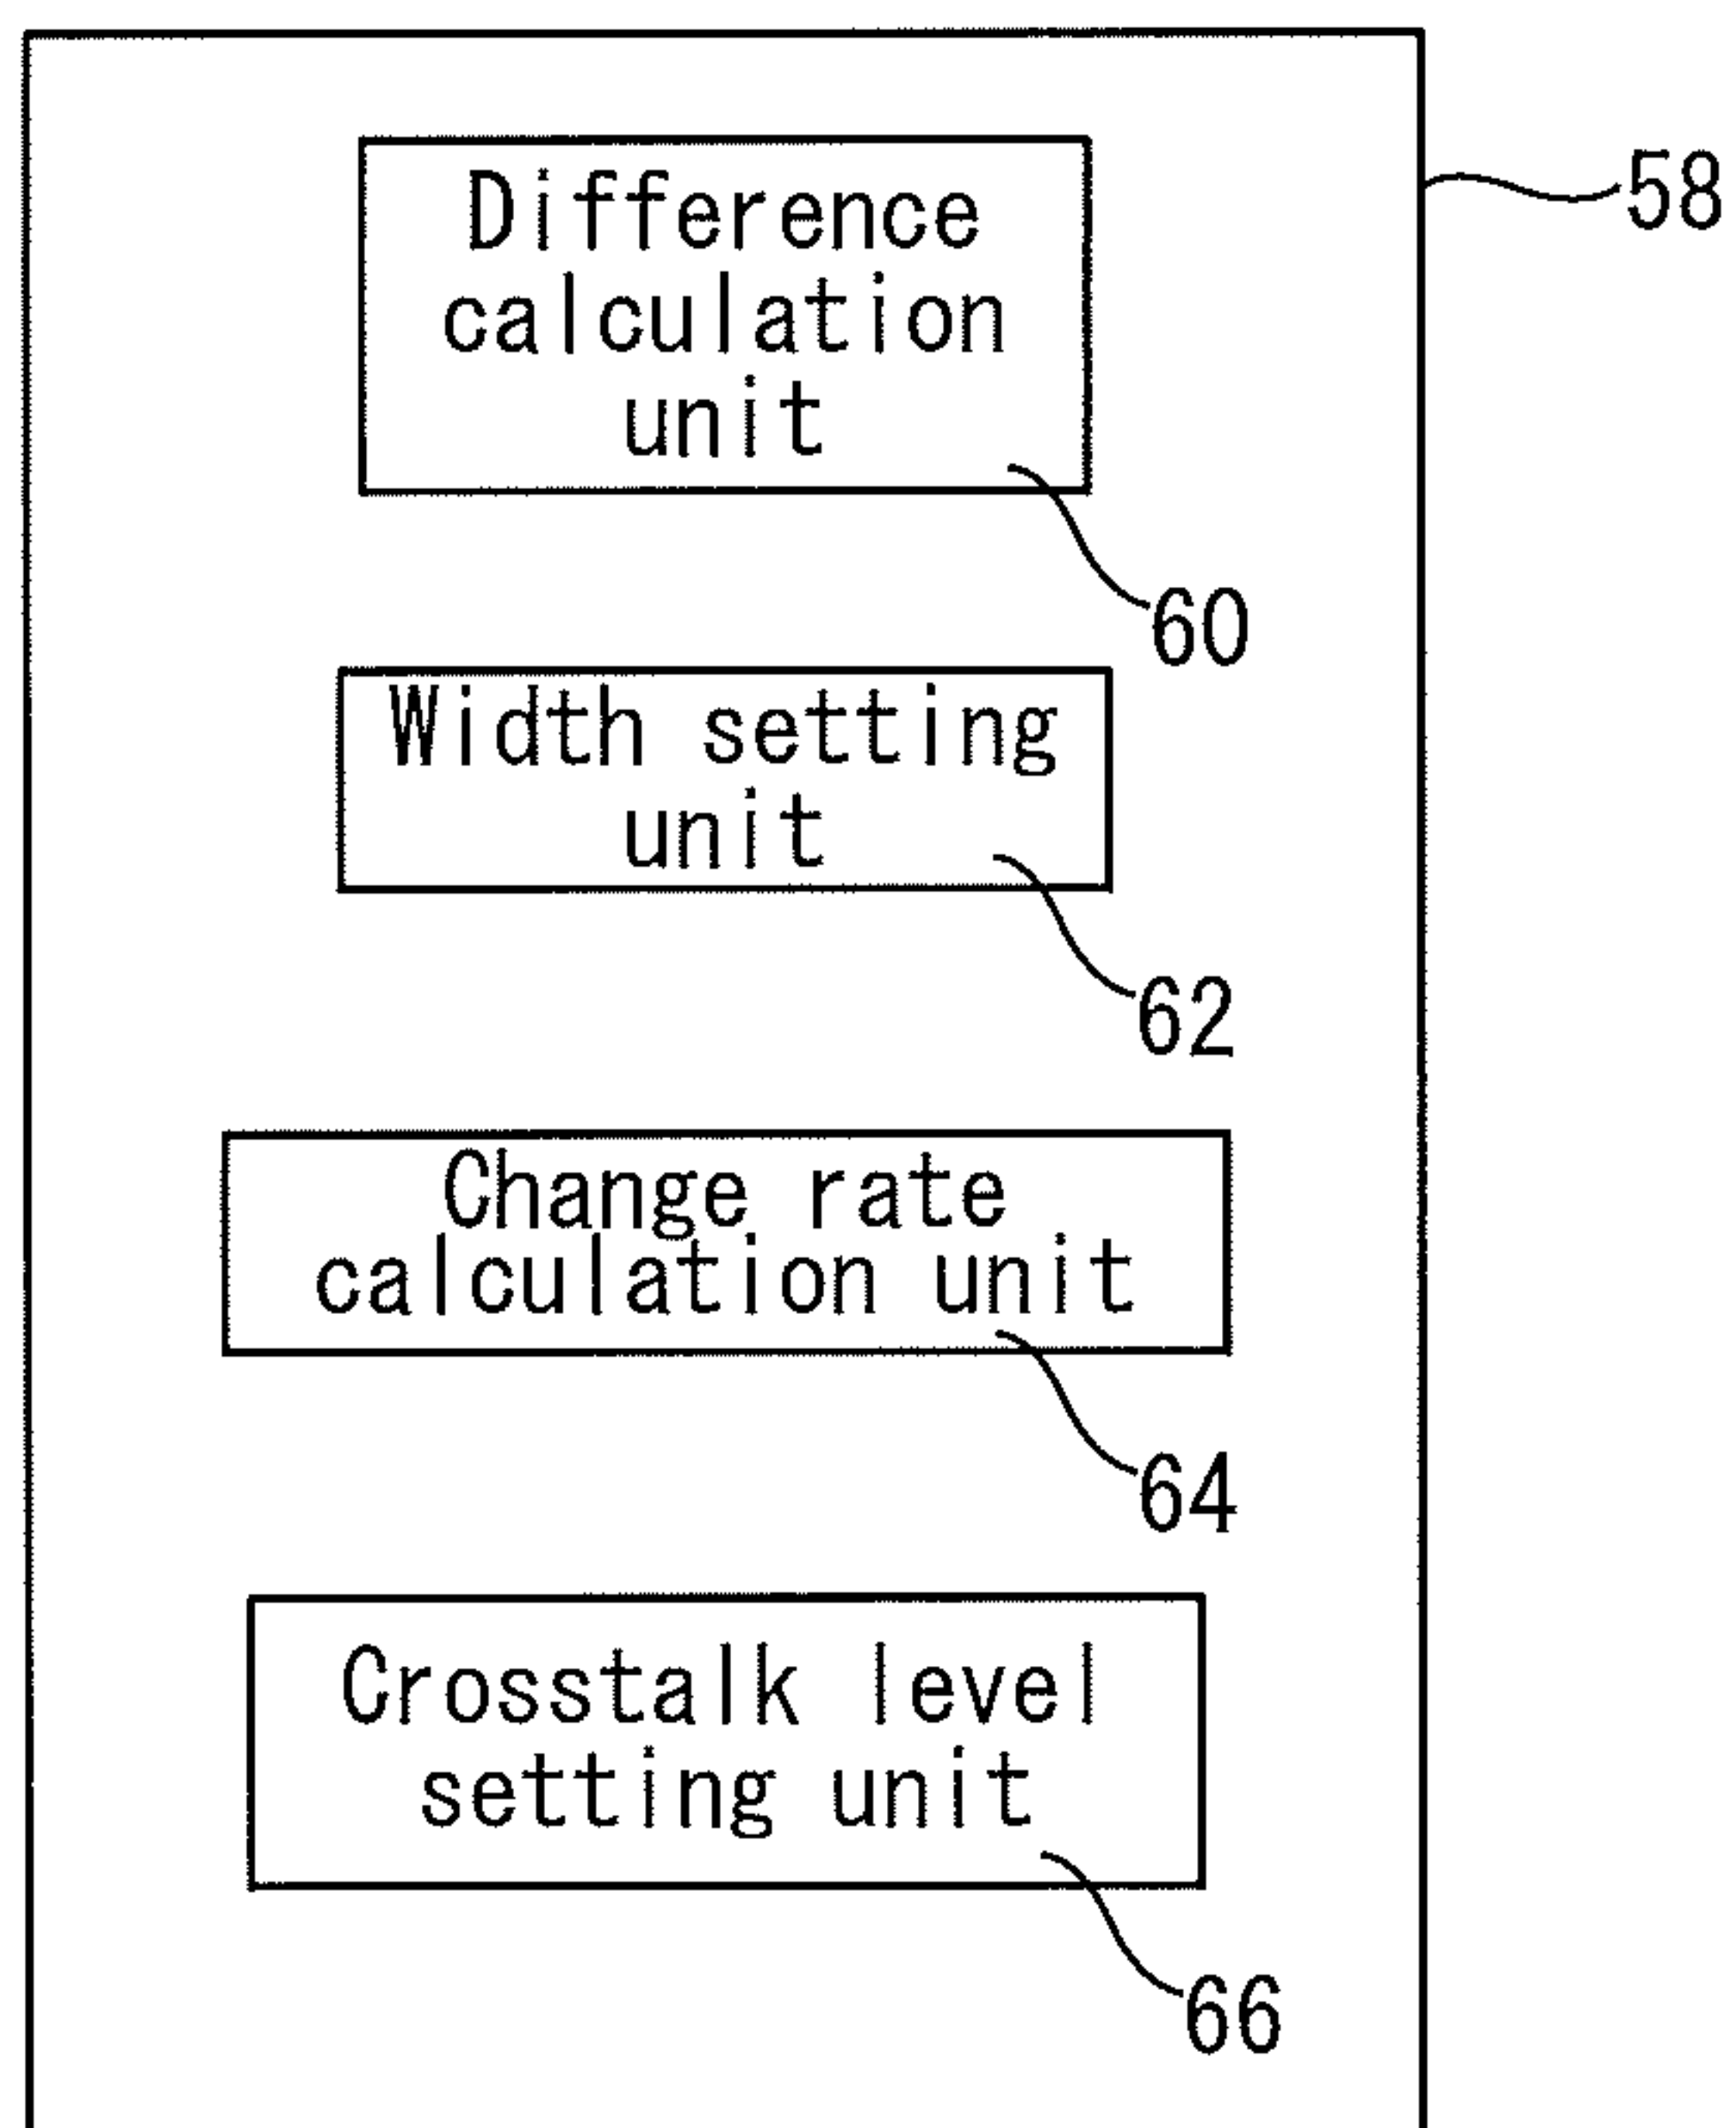 58
Difference
calculation
unit
60
Width setting
unit
62
Change rate
calculation unit
64
Crosstalk level
setting unit
66